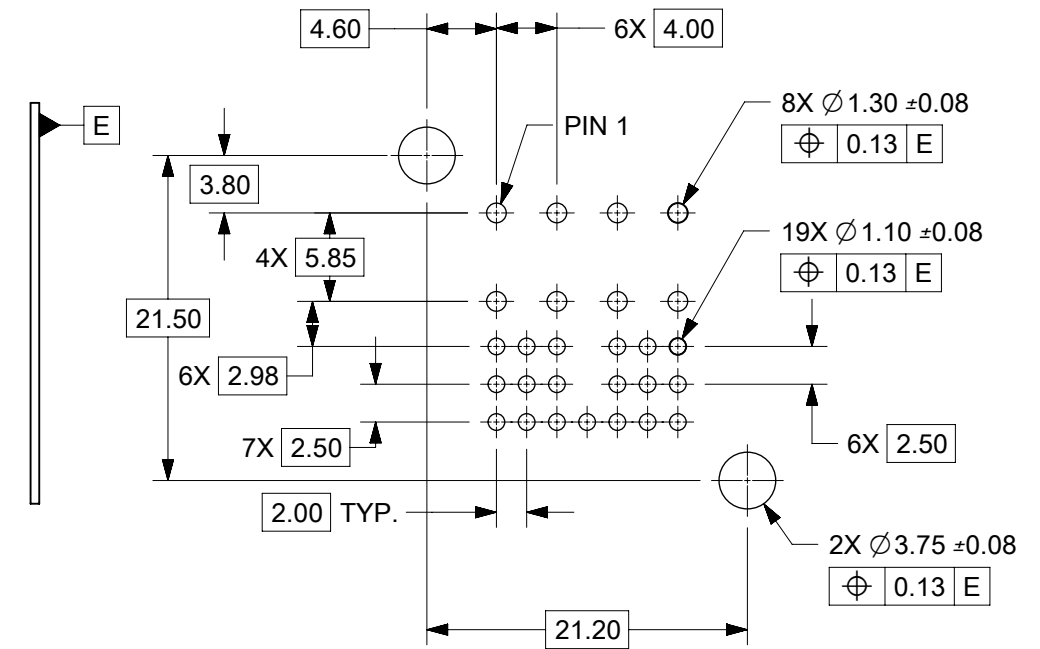 4.60
6X 4.00
E
PIN 1
8X ∅1.30 ±0.08
⌖ 0.13 E
3.80
19X ∅1.10 ±0.08
⌖ 0.13 E
4X 5.85
21.50
6X 2.98
7X 2.50
6X 2.50
2.00 TYP.
2X ∅3.75 ±0.08
⌖ 0.13 E
21.20